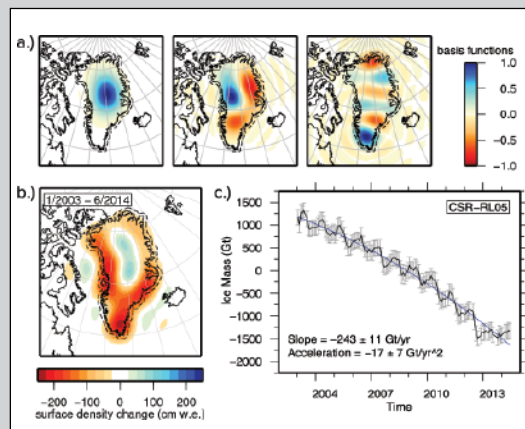 a.)
basis functions
1.0
0.5
0.0
−0.5
−1.0
b.)
1/2003 − 6/2014
−200 −100 0 100 200
surface density change (cm w.e.)
c.)
CSR−RL05
1500
1000
500
0
−500
−1000
−1500
−2000
Ice Mass (Gt)
Slope = −243 ± 11 Gt/yr
Acceleration = −17 ± 7 Gt/yr^2
2004 2007 2010 2013
Time